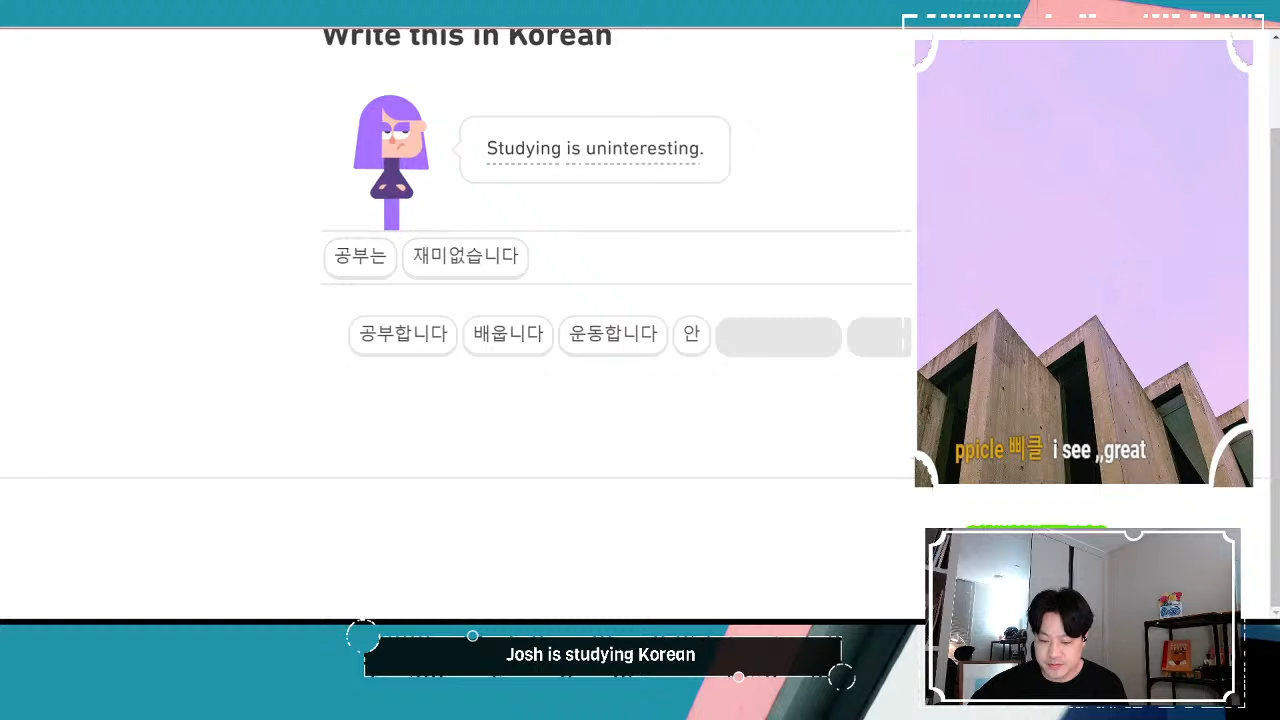 Write this in Korean
Studying is uninteresting.
공부는 재미없습니다
공부합니다 배웁니다 운동합니다 안
ppicle 삐클 i see ,,great
Josh is studying Korean